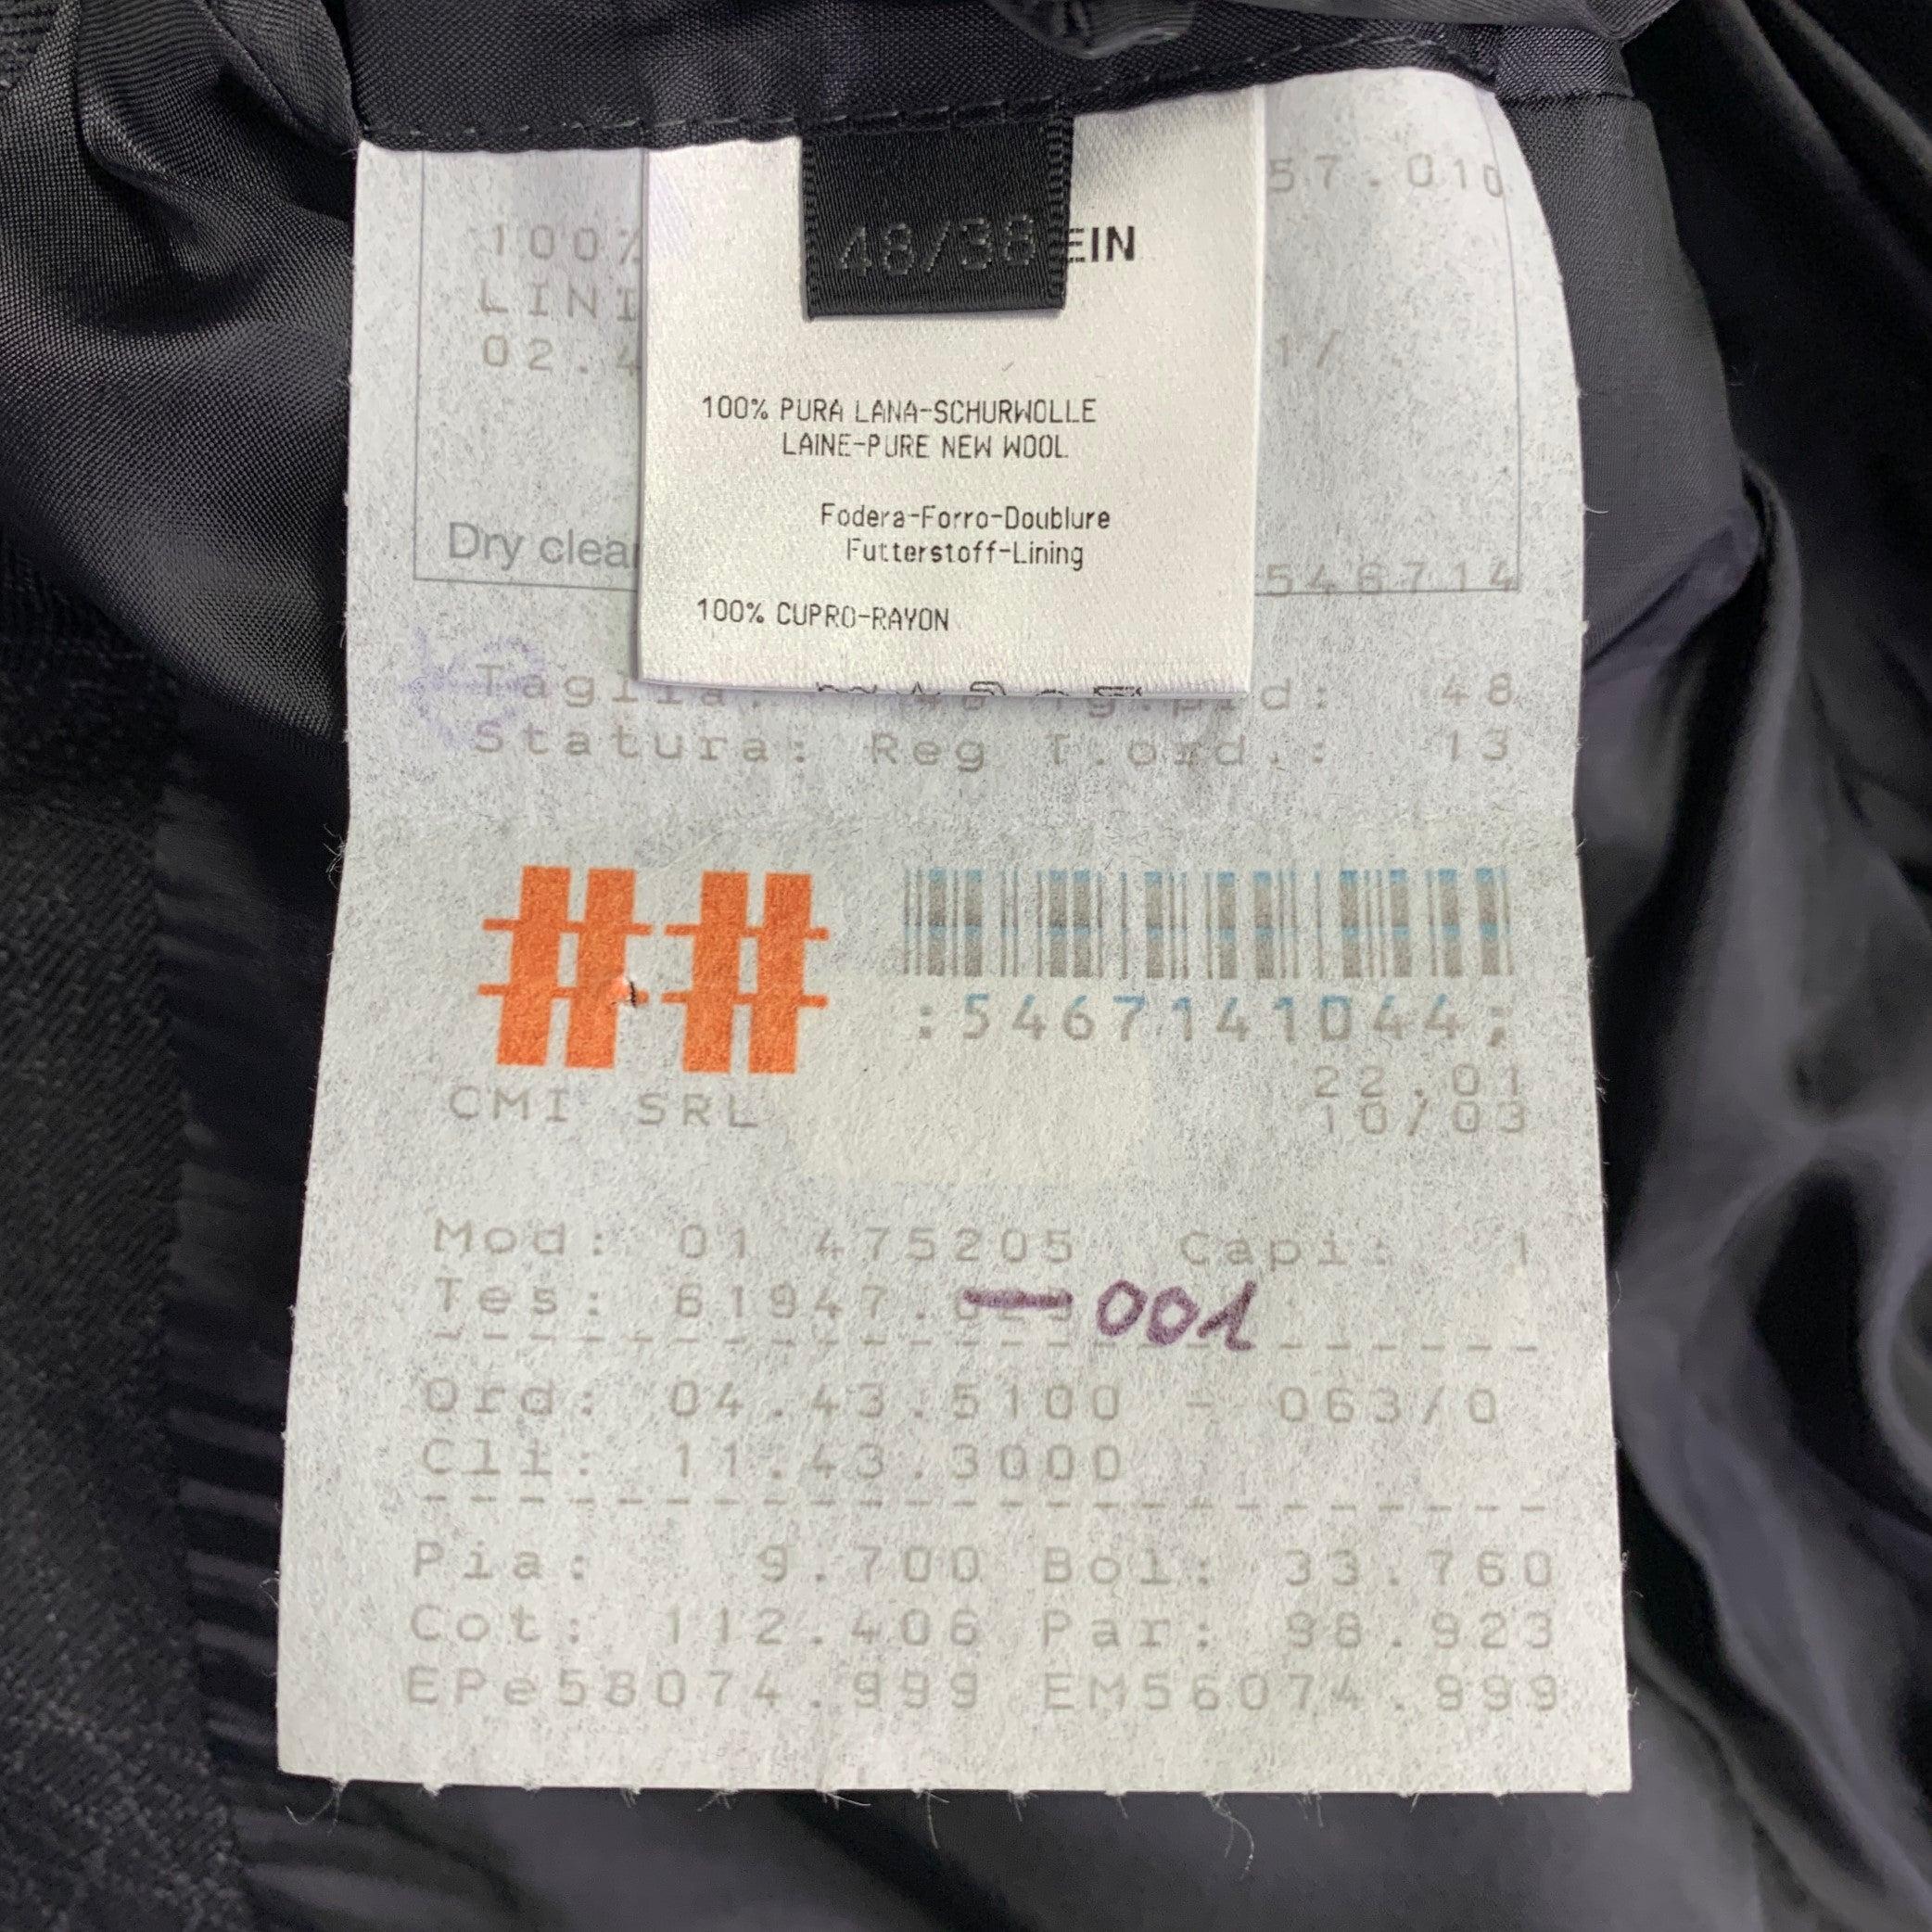 57.010
48/38
EIN
100%
LINI
02.4
1/
100% PURA LANA-SCHURWOLLE
LAINE-PURE NEW WOOL
Fodera-Forro-Doublure
Futterstoff-Lining
Dry clea
546714
100% CUPRO-RAYON
Taglia: 48
Statura: Reg T.ord.: 13
:5467141044;
CMI SRL
22.01
10/03
Mod: 01 475205 Capi: 1
Tes: 61947. 001
Ord: 04.43.5100 - 063/0
Cli: 11.43.3000
Pia: 9.700 Bol: 33.760
Cot: 112.406 Par: 98.923
EPe58074.999 EM56074.999